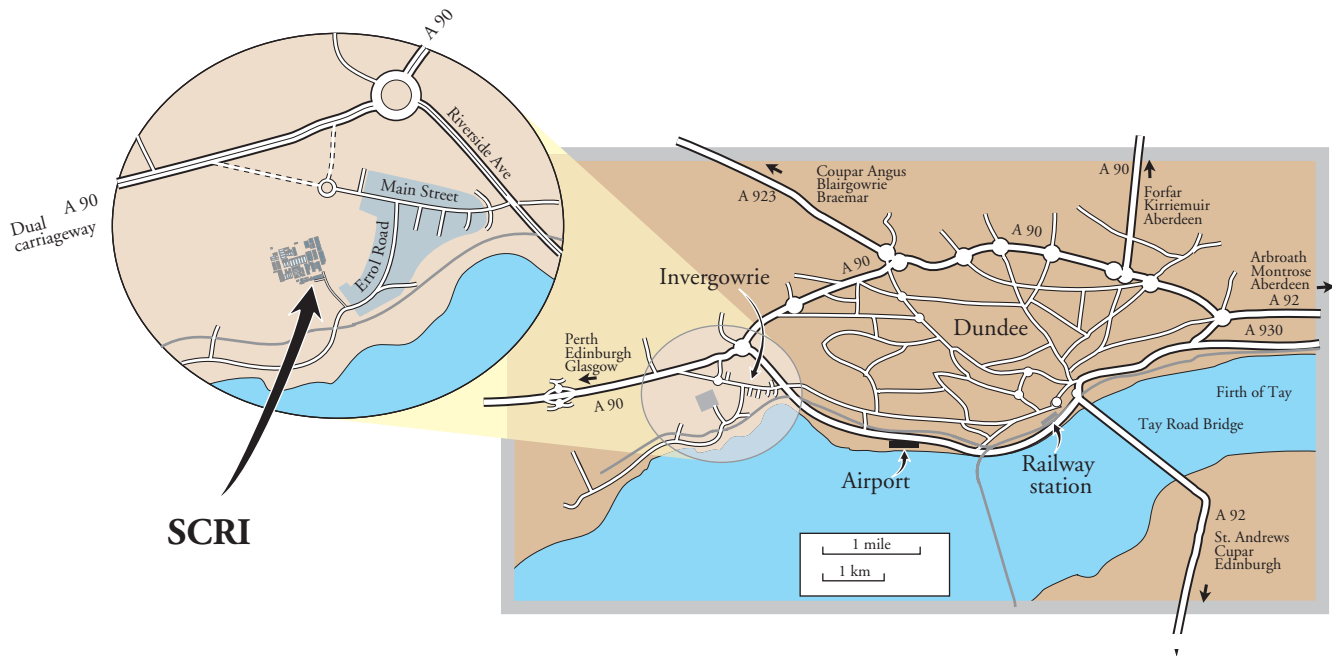 A 90
Riverside Ave
Main Street
Errol Road
A 90
Dual
carriageway
SCRI
Coupar Angus
Blairgowrie
Braemar
A 923
A 90
Forfar
Kirriemuir
Aberdeen
A 90
A 90
Arbroath
Montrose
Aberdeen
A 92
A 930
Invergowrie
Dundee
Perth
Edinburgh
Glasgow
A 90
Firth of Tay
Tay Road Bridge
Airport
Railway
station
A 92
St. Andrews
Cupar
Edinburgh
1 mile
1 km